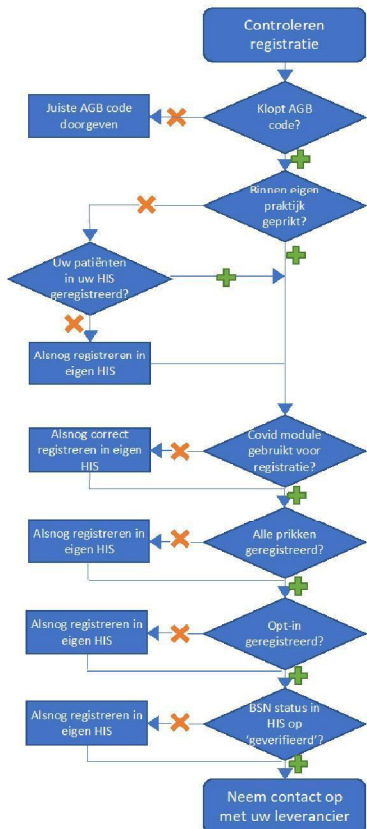 Controleren
registratie
Klopt AGB
code?
Juiste AGB code
doorgeven
Binnen eigen
praktijk
geprikt?
Uw patiënten
in uw HIS
geregistreerd?
Alsnog registreren in
eigen HIS
Covid module
gebruikt voor
registratie?
Alsnog correct
registreren in eigen
HIS
Alle prikken
geregistreerd?
Alsnog registreren in
eigen HIS
Opt-in
geregistreerd?
Alsnog registreren in
eigen HIS
BSN status in
HIS op
‘geverifieerd’?
Alsnog registreren in
eigen HIS
Neem contact op
met uw leverancier